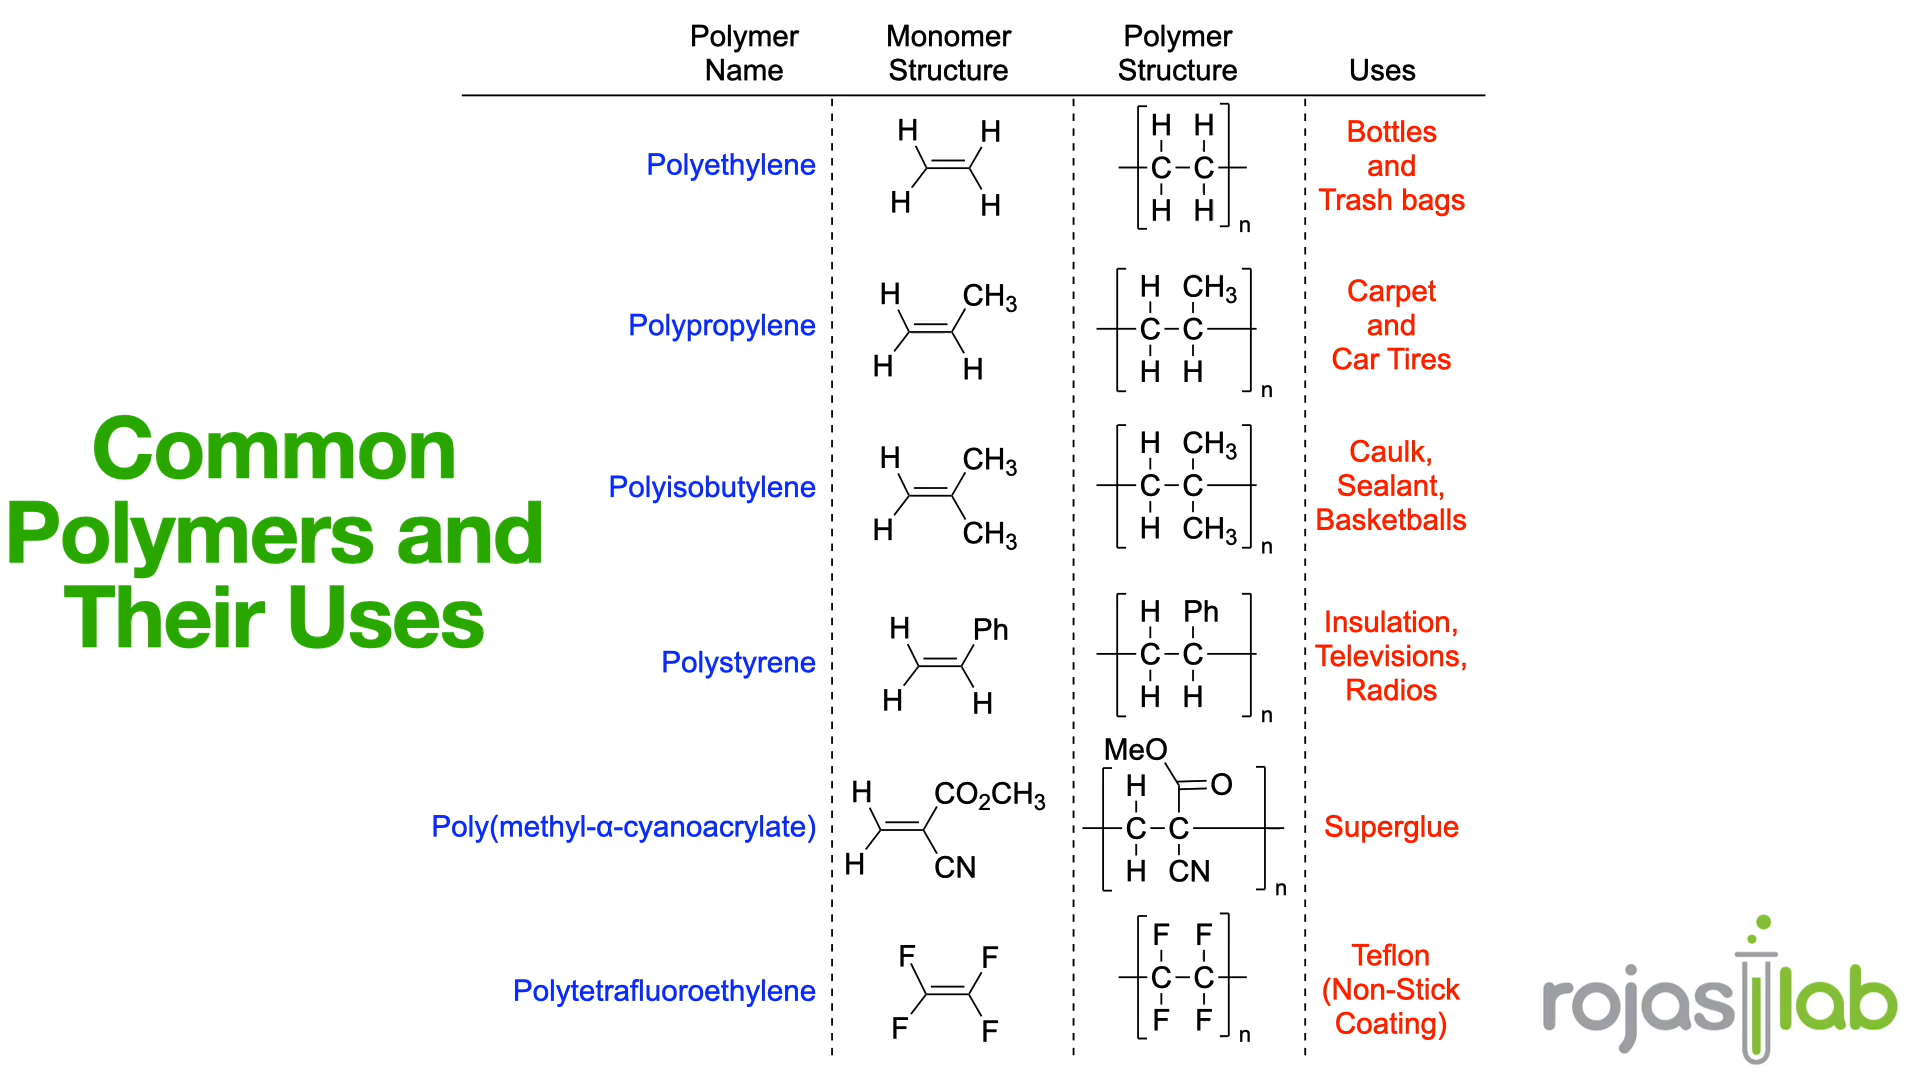 Common
Polymers and
Their Uses
Polymer
Name
Monomer
Structure
Polymer
Structure
Uses
Polyethylene
H H
H H
H H
C C
H H
n
Bottles
and
Trash bags
Polypropylene
H CH3
H H
H CH3
C C
H H
n
Carpet
and
Car Tires
Polyisobutylene
H CH3
H CH3
H CH3
C C
H CH3
n
Caulk,
Sealant,
Basketballs
Polystyrene
H Ph
H H
H Ph
C C
H H
n
Insulation,
Televisions,
Radios
Poly(methyl-α-cyanoacrylate)
H CO2CH3
H CN
MeO
H O
C C
H CN
n
Superglue
Polytetrafluoroethylene
F F
F F
F F
C C
F F
n
Teflon
(Non-Stick
Coating)
rojas lab